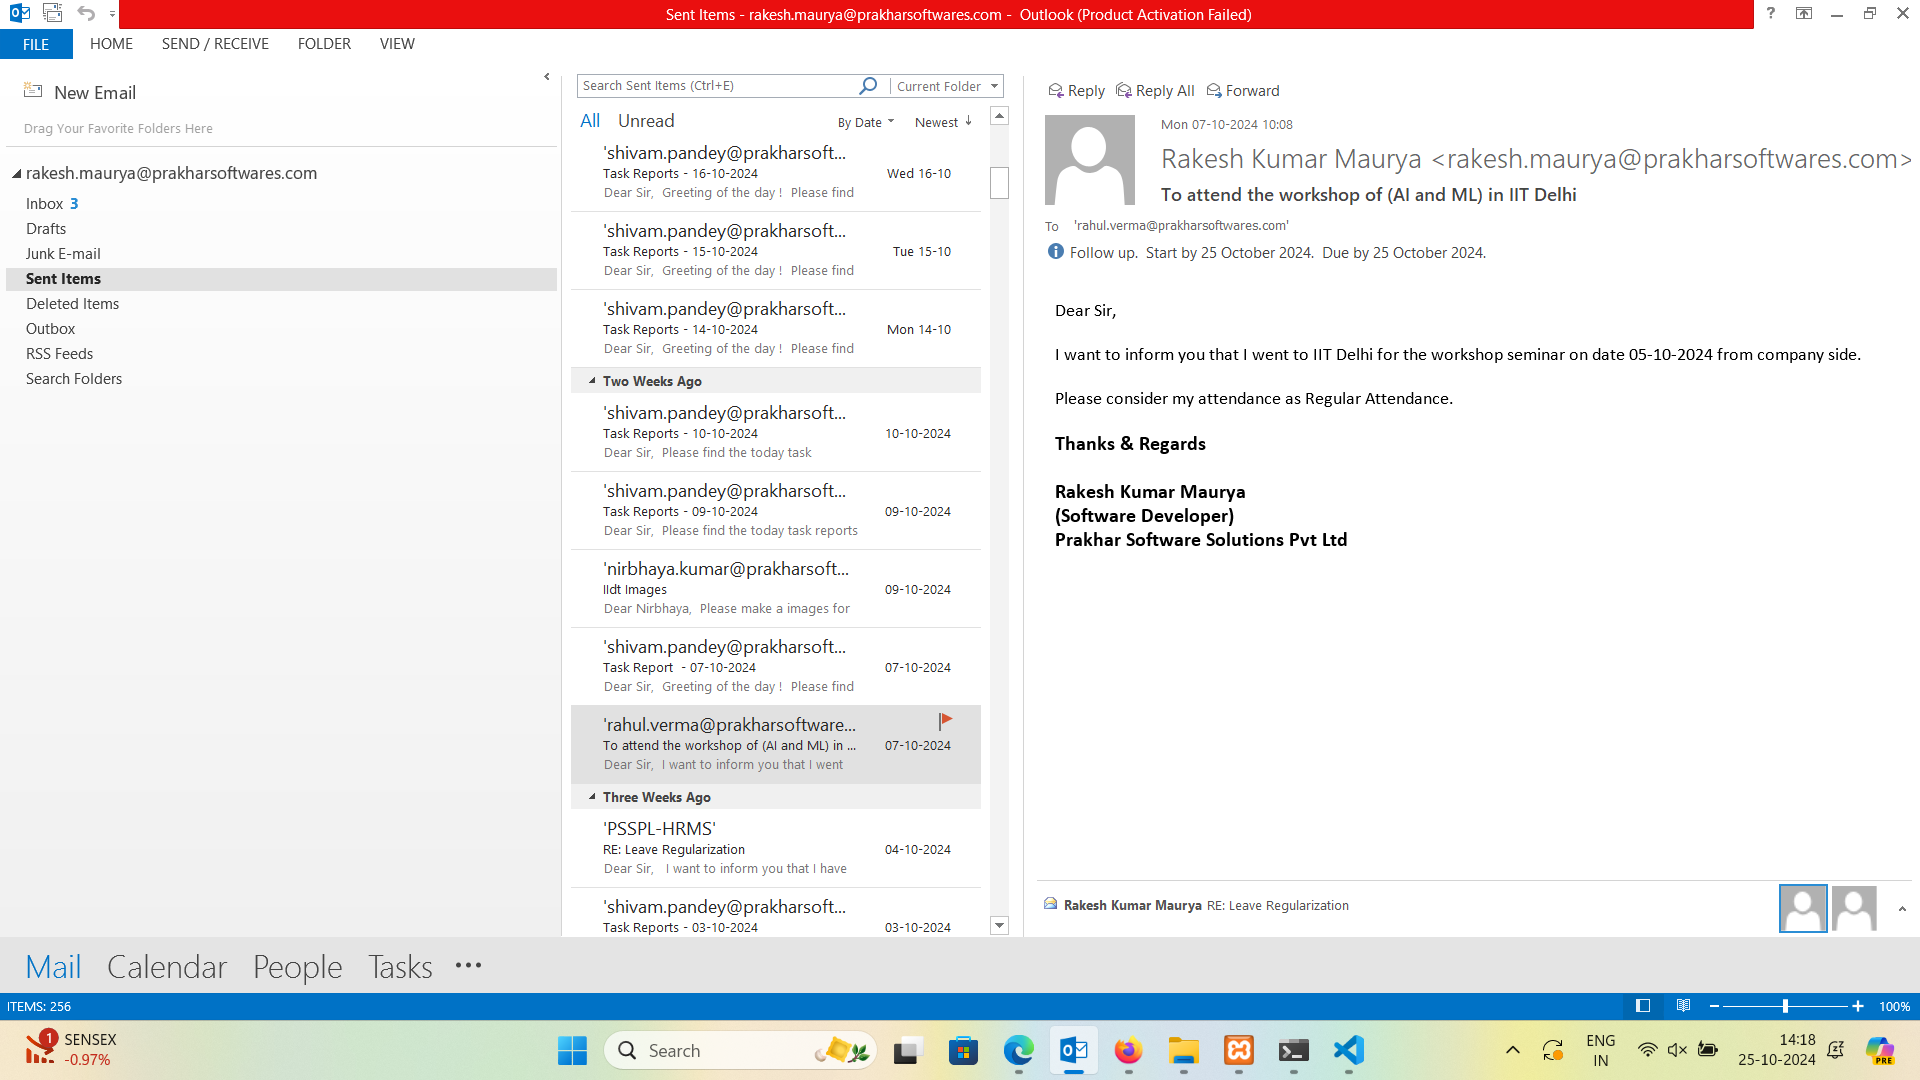 Sent Items - rakesh.maurya@prakharsoftwares.com - Outlook (Product Activation Failed)
?
FILE HOME SEND / RECEIVE FOLDER VIEW
New Email
Drag Your Favorite Folders Here
rakesh.maurya@prakharsoftwares.com
Inbox 3
Drafts
Junk E-mail
Sent Items
Deleted Items
Outbox
RSS Feeds
Search Folders
Search Sent Items (Ctrl+E) Current Folder
All Unread By Date Newest
'shivam.pandey@prakharsoft...
Task Reports - 16-10-2024 Wed 16-10
Dear Sir, Greeting of the day ! Please find
'shivam.pandey@prakharsoft...
Task Reports - 15-10-2024 Tue 15-10
Dear Sir, Greeting of the day ! Please find
'shivam.pandey@prakharsoft...
Task Reports - 14-10-2024 Mon 14-10
Dear Sir, Greeting of the day ! Please find
Two Weeks Ago
'shivam.pandey@prakharsoft...
Task Reports - 10-10-2024 10-10-2024
Dear Sir, Please find the today task
'shivam.pandey@prakharsoft...
Task Reports - 09-10-2024 09-10-2024
Dear Sir, Please find the today task reports
'nirbhaya.kumar@prakharsoft...
IIdt Images 09-10-2024
Dear Nirbhaya, Please make a images for
'shivam.pandey@prakharsoft...
Task Report - 07-10-2024 07-10-2024
Dear Sir, Greeting of the day ! Please find
'rahul.verma@prakharsoftware...
To attend the workshop of (AI and ML) in ... 07-10-2024
Dear Sir, I want to inform you that I went
Three Weeks Ago
'PSSPL-HRMS'
RE: Leave Regularization 04-10-2024
Dear Sir, I want to inform you that I have
'shivam.pandey@prakharsoft...
Task Reports - 03-10-2024 03-10-2024
Reply Reply All Forward
Mon 07-10-2024 10:08
Rakesh Kumar Maurya <rakesh.maurya@prakharsoftwares.com>
To attend the workshop of (AI and ML) in IIT Delhi
To 'rahul.verma@prakharsoftwares.com'
Follow up. Start by 25 October 2024. Due by 25 October 2024.
Dear Sir,
I want to inform you that I went to IIT Delhi for the workshop seminar on date 05-10-2024 from company side.
Please consider my attendance as Regular Attendance.
Thanks & Regards
Rakesh Kumar Maurya
(Software Developer)
Prakhar Software Solutions Pvt Ltd
Rakesh Kumar Maurya RE: Leave Regularization
Mail Calendar People Tasks ...
ITEMS: 256 100%
1 SENSEX
-0.97%
Search
ENG
IN
14:18
25-10-2024
PRE